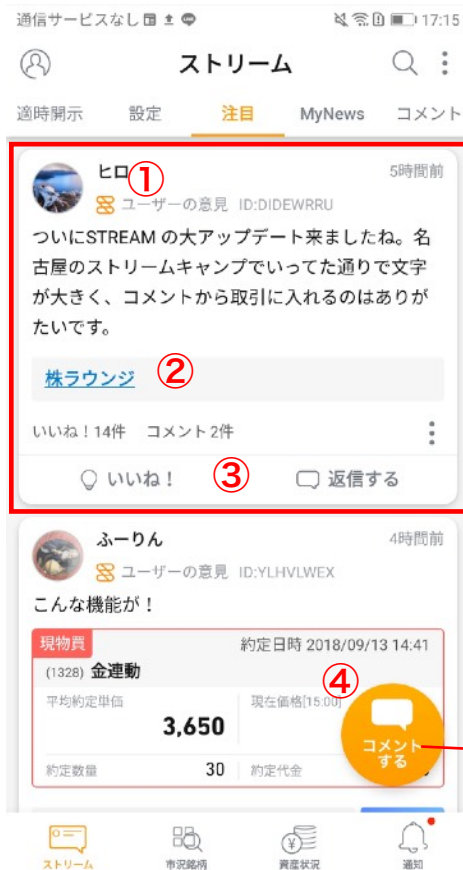 通信サービスなし 17:15
ストリーム
適時開示 設定 注目 MyNews コメント
ヒロ ① 5時間前
ユーザーの意見 ID:DIDEWRRU
ついにSTREAM の大アップデート来ましたね。名
古屋のストリームキャンプでいってた通りで文字
が大きく、コメントから取引に入れるのはありが
たいです。
株ラウンジ ②
いいね！14件 コメント2件
いいね！ ③ 返信する
ふーりん 4時間前
ユーザーの意見 ID:YLHVLWEX
こんな機能が！
現物買 約定日時 2018/09/13 14:41
(1328) 金連動 ④
平均約定単価 現在価格[15:00]
3,650
コメント
する
約定数量 30 約定代金
ストリーム 市況銘柄 資産状況 通知